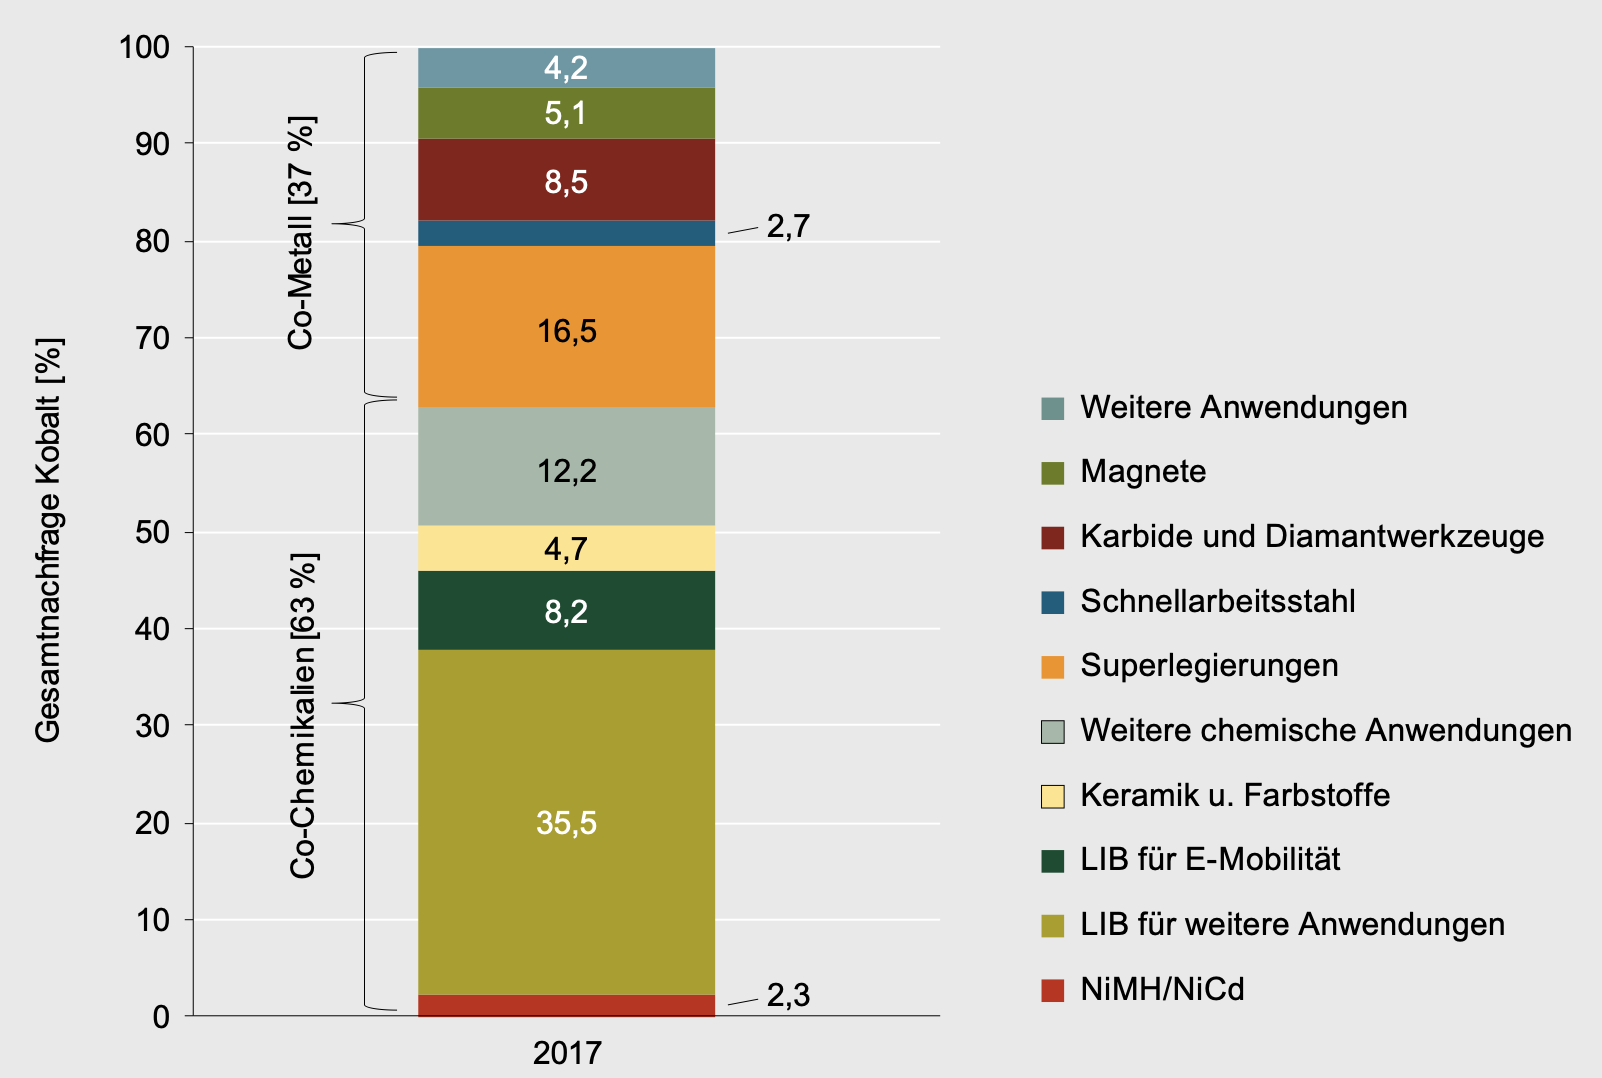 Gesamtnachfrage Kobalt [%]
100
90
80
70
60
50
40
30
20
10
0
Co-Metall [37 %]
Co-Chemikalien [63 %]
4,2
5,1
8,5
2,7
16,5
12,2
4,7
8,2
35,5
2,3
2017
Weitere Anwendungen
Magnete
Karbide und Diamantwerkzeuge
Schnellarbeitsstahl
Superlegierungen
Weitere chemische Anwendungen
Keramik u. Farbstoffe
LIB für E-Mobilität
LIB für weitere Anwendungen
NiMH/NiCd